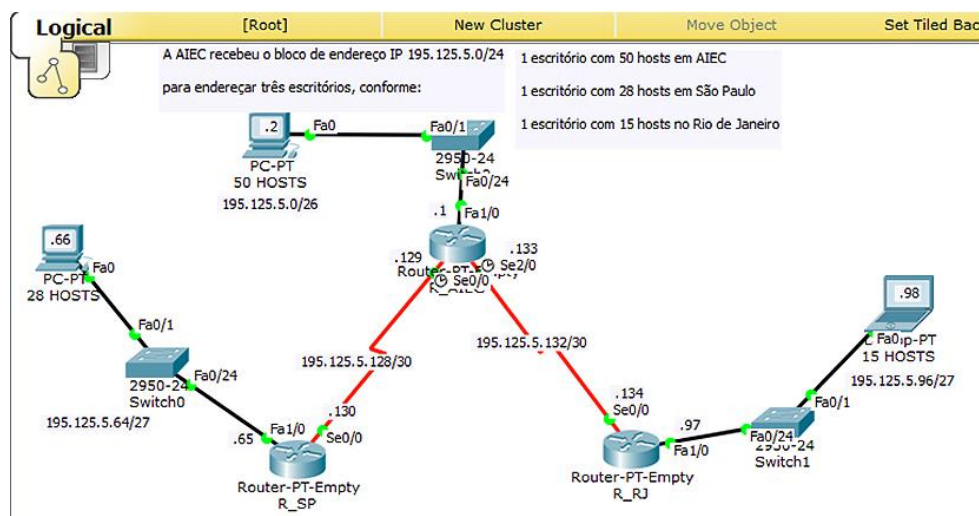 Logical
[Root]
New Cluster
Move Object
Set Tiled Bac
A AIEC recebeu o bloco de endereço IP 195.125.5.0/24
para endereçar três escritórios, conforme:
1 escritório com 50 hosts em AIEC
1 escritório com 28 hosts em São Paulo
1 escritório com 15 hosts no Rio de Janeiro
.2
Fa0
Fa0/1
PC-PT
50 HOSTS
195.125.5.0/26
2950-24
Fa0/24
.1
Fa1/0
.129
.133
Se2/0
Se0/0
.66
Fa0
PC-PT
28 HOSTS
Fa0/1
2950-24
Switch0
Fa0/24
195.125.5.64/27
195.125.5.128/30
195.125.5.132/30
.130
Se0/0
Fa1/0
.65
Router-PT-Empty
R_SP
.98
Fa0
15 HOSTS
195.125.5.96/27
Fa0/1
.134
Se0/0
.97
Fa1/0
Fa0/24
2950-24
Switch1
Router-PT-Empty
R_RJ